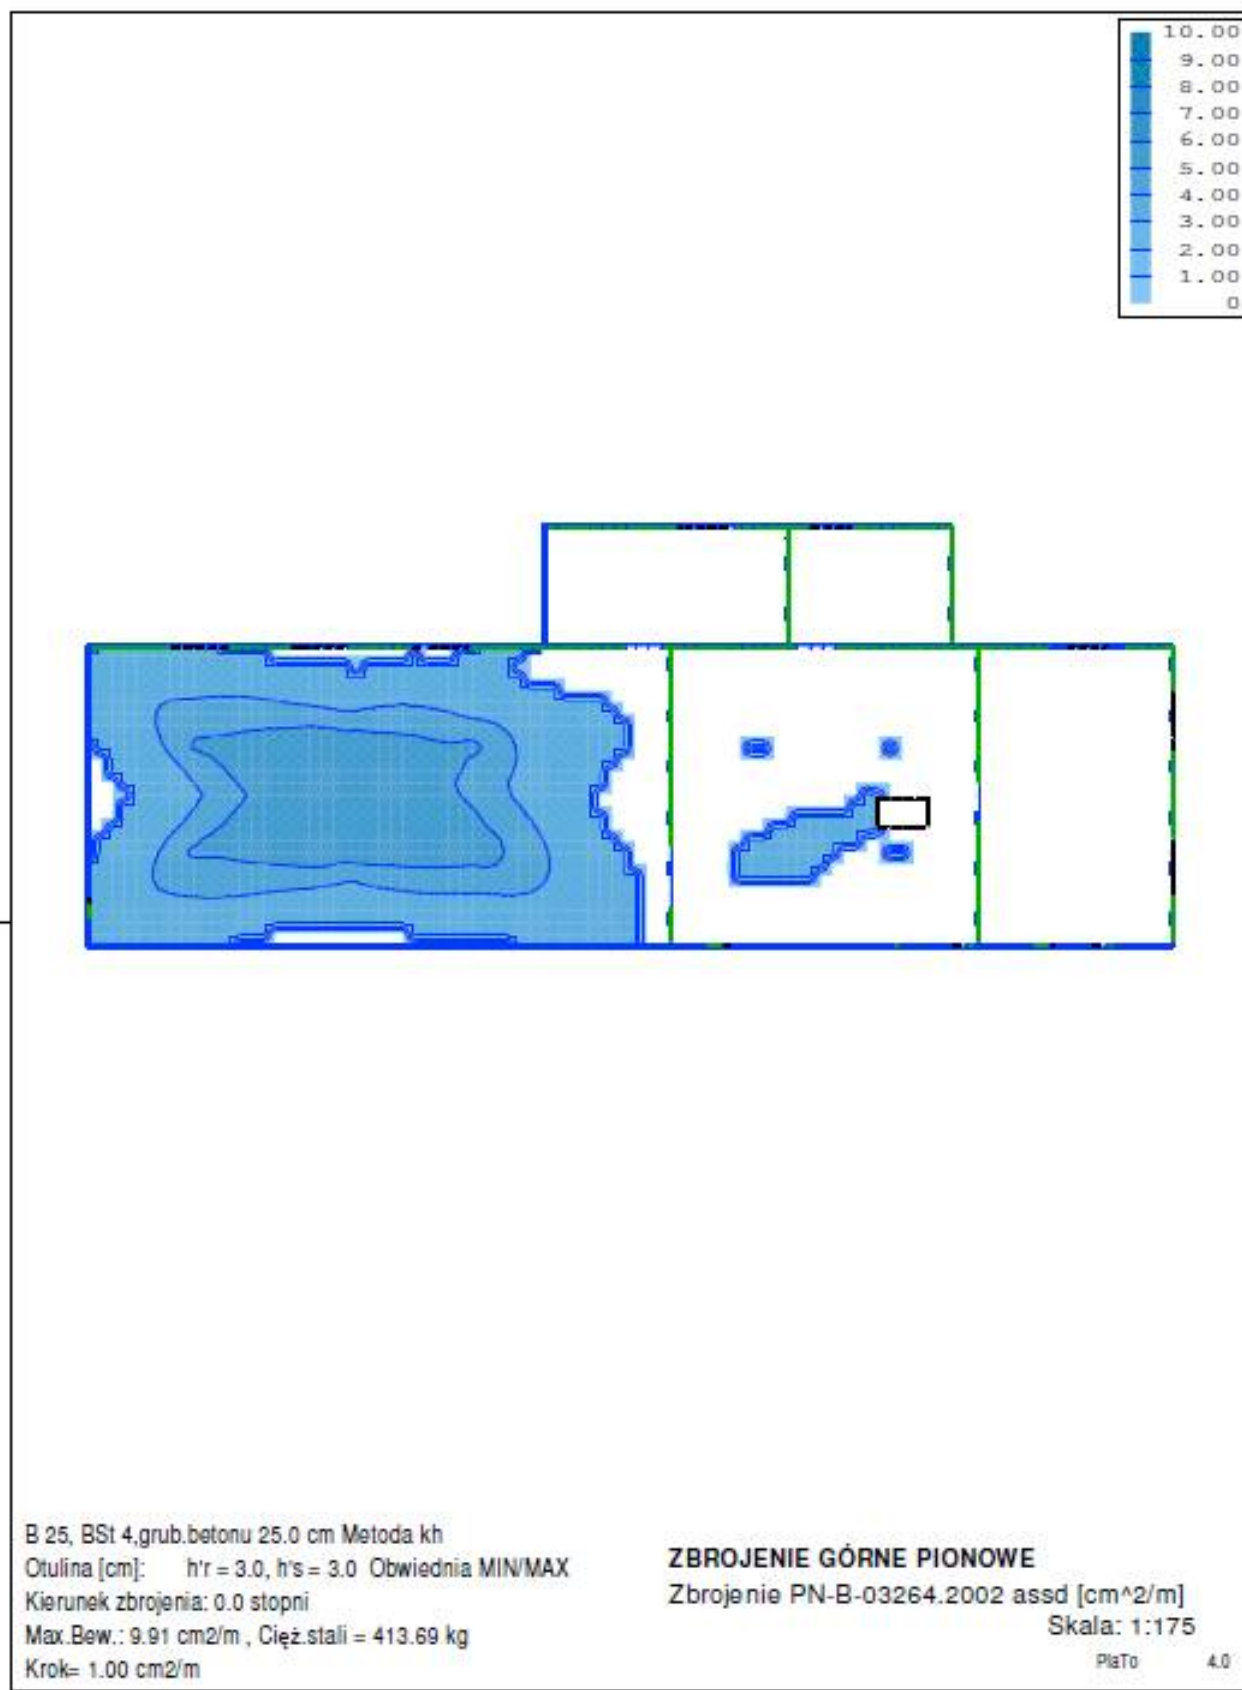 10.00
9.00
8.00
7.00
6.00
5.00
4.00
3.00
2.00
1.00
0
B 25, BSt 4,grub.betonu 25.0 cm Metoda kh
Otulina [cm]: h'r = 3.0, h's = 3.0 Obwiednia MIN/MAX
Kierunek zbrojenia: 0.0 stopni
Max.Bew.: 9.91 cm2/m , Cięż.stali = 413.69 kg
Krok= 1.00 cm2/m
ZBROJENIE GÓRNE PIONOWE
Zbrojenie PN-B-03264.2002 assd [cm^2/m]
Skala: 1:175
PlaTo 4.0